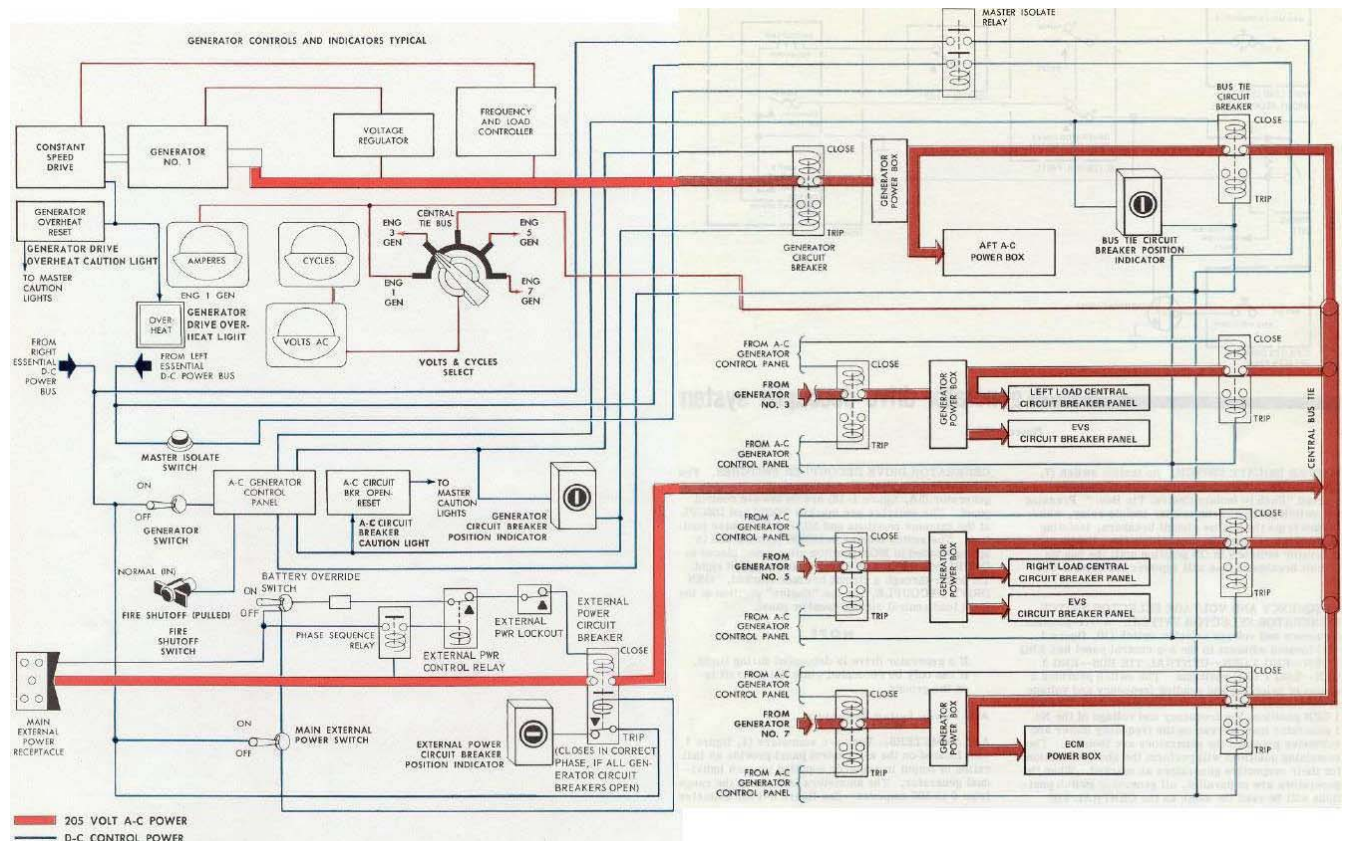 GENERATOR CONTROLS AND INDICATORS TYPICAL
MASTER ISOLATE
RELAY
BUS TIE
CIRCUIT
BREAKER
CLOSE
TRIP
CONSTANT
SPEED
DRIVE
GENERATOR
NO. 1
VOLTAGE
REGULATOR
FREQUENCY
AND LOAD
CONTROLLER
CLOSE
TRIP
GENERATOR
CIRCUIT
BREAKER
GENERATOR
POWER BOX
AFT A-C
POWER BOX
BUS TIE CIRCUIT
BREAKER POSITION
INDICATOR
GENERATOR
OVERHEAT
RESET
GENERATOR DRIVE
OVERHEAT CAUTION LIGHT
TO MASTER
CAUTION
LIGHTS
AMPERES
ENG 1 GEN
CYCLES
VOLTS AC
ENG
3
GEN
CENTRAL
TIE BUS
ENG
5
GEN
ENG
1
GEN
ENG
7
GEN
VOLTS & CYCLES
SELECT
OVER-
HEAT
GENERATOR
DRIVE OVER-
HEAT LIGHT
FROM
RIGHT
ESSENTIAL
D-C
POWER
BUS
FROM LEFT
ESSENTIAL
D-C POWER BUS
MASTER ISOLATE
SWITCH
ON
OFF
GENERATOR
SWITCH
A-C GENERATOR
CONTROL
PANEL
A-C CIRCUIT
BKR OPEN-
RESET
A-C CIRCUIT
BREAKER
CAUTION LIGHT
TO
MASTER
CAUTION
LIGHTS
GENERATOR
CIRCUIT BREAKER
POSITION INDICATOR
NORMAL (IN)
FIRE SHUTOFF (PULLED)
FIRE
SHUTOFF
SWITCH
BATTERY OVERRIDE
SWITCH
ON
OFF
PHASE SEQUENCE
RELAY
EXTERNAL PWR
CONTROL RELAY
EXTERNAL
PWR LOCKOUT
EXTERNAL
POWER
CIRCUIT
BREAKER
CLOSE
TRIP
(CLOSES IN CORRECT
PHASE, IF ALL GEN-
ERATOR CIRCUIT
BREAKERS OPEN)
MAIN
EXTERNAL
POWER
RECEPTACLE
ON
OFF
MAIN EXTERNAL
POWER SWITCH
EXTERNAL POWER
CIRCUIT BREAKER
POSITION INDICATOR
FROM A-C
GENERATOR
CONTROL PANEL
CLOSE
FROM
GENERATOR
NO. 3
FROM A-C
GENERATOR
CONTROL PANEL
TRIP
GENERATOR
POWER BOX
LEFT LOAD CENTRAL
CIRCUIT BREAKER PANEL
EVS
CIRCUIT BREAKER PANEL
CLOSE
TRIP
CENTRAL BUS TIE
FROM A-C
GENERATOR
CONTROL PANEL
CLOSE
FROM
GENERATOR
NO. 5
FROM A-C
GENERATOR
CONTROL PANEL
TRIP
GENERATOR
POWER BOX
RIGHT LOAD CENTRAL
CIRCUIT BREAKER PANEL
EVS
CIRCUIT BREAKER PANEL
CLOSE
TRIP
FROM A-C
GENERATOR
CONTROL PANEL
CLOSE
FROM
GENERATOR
NO. 7
FROM A-C
GENERATOR
CONTROL PANEL
TRIP
GENERATOR
POWER BOX
ECM
POWER BOX
CLOSE
TRIP
205 VOLT A-C POWER
D-C CONTROL POWER